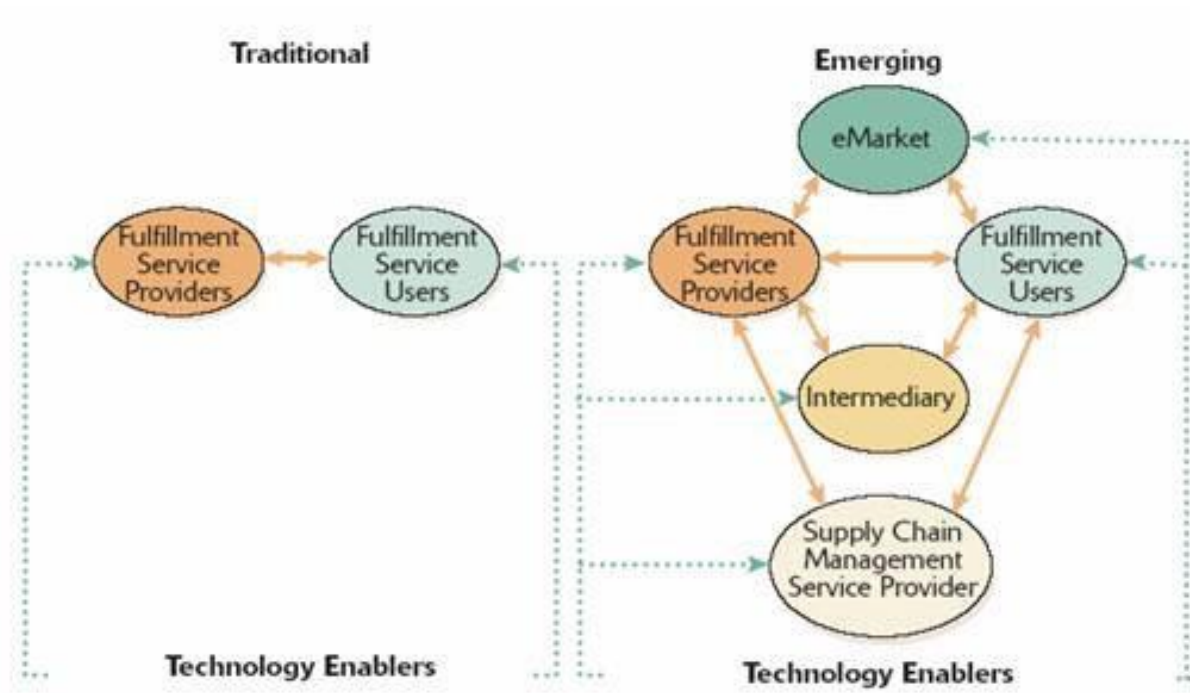 Traditional
Fulfillment
Service
Providers
Fulfillment
Service
Users
Technology Enablers
Emerging
eMarket
Fulfillment
Service
Providers
Fulfillment
Service
Users
Intermediary
Supply Chain
Management
Service Provider
Technology Enablers